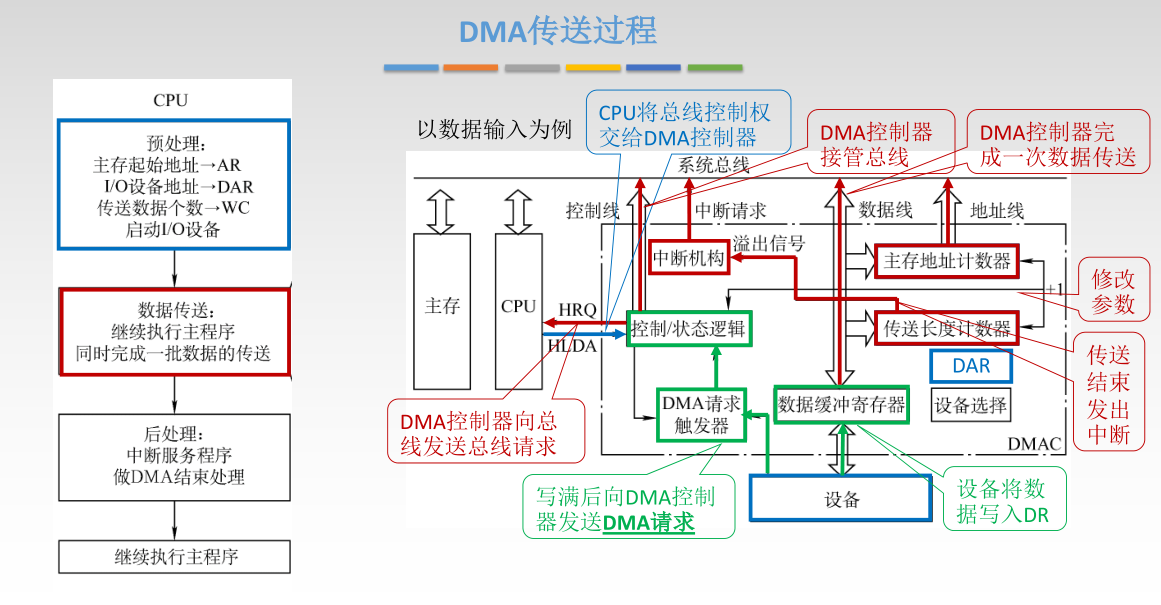 DMA传送过程
CPU
预处理：
主存起始地址→AR
I/O设备地址→DAR
传送数据个数→WC
启动I/O设备
数据传送：
继续执行主程序
同时完成一批数据的传送
后处理：
中断服务程序
做DMA结束处理
继续执行主程序
以数据输入为例
CPU将总线控制权
交给DMA控制器
DMA控制器
接管总线
DMA控制器完
成一次数据传送
系统总线
控制线
中断请求
数据线
地址线
主存
CPU
中断机构
溢出信号
主存地址计数器
+1
修改
参数
HRQ
HLDA
控制/状态逻辑
传送长度计数器
DAR
设备选择
传送
结束
发出
中断
DMA请求
触发器
数据缓冲寄存器
DMAC
DMA控制器向总
线发送总线请求
写满后向DMA控制
器发送DMA请求
设备
设备将数
据写入DR